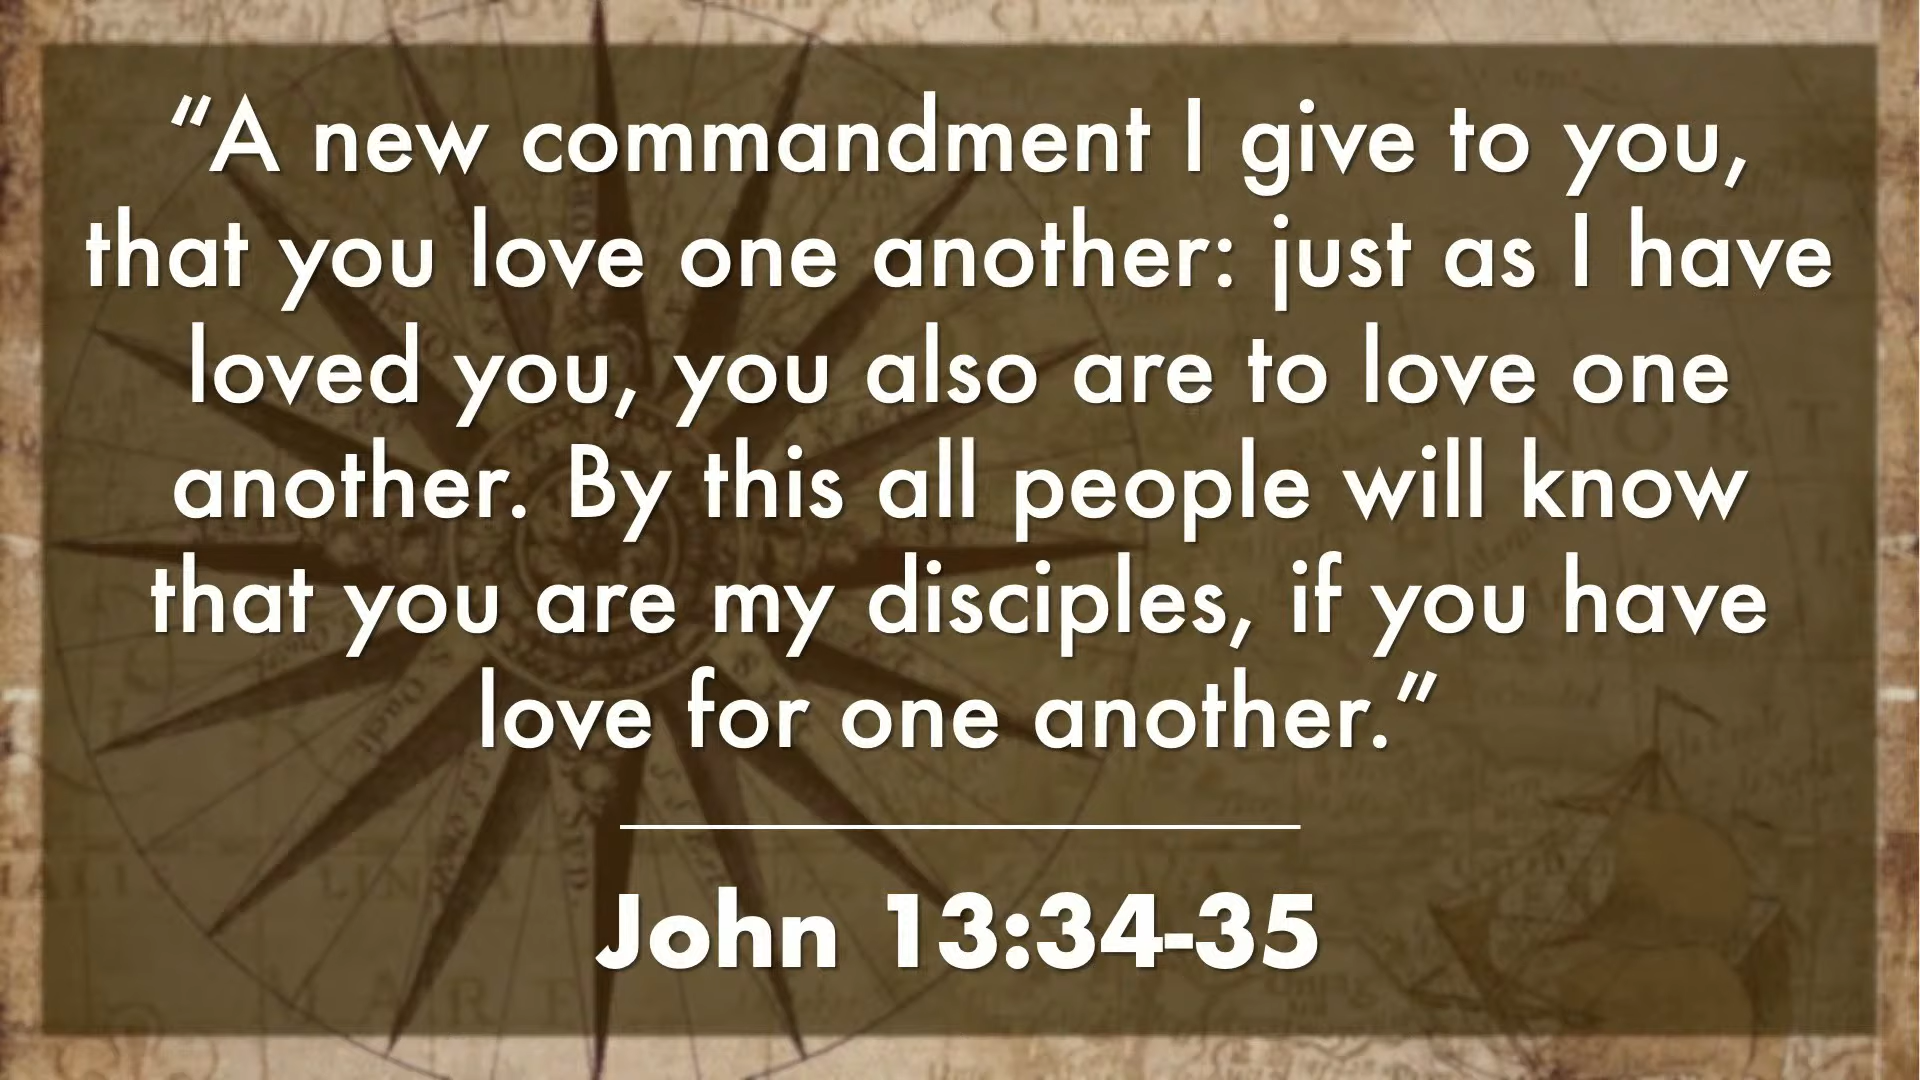 “A new commandment I give to you,
that you love one another: just as I have
loved you, you also are to love one
another. By this all people will know
that you are my disciples, if you have
love for one another.”
John 13:34-35